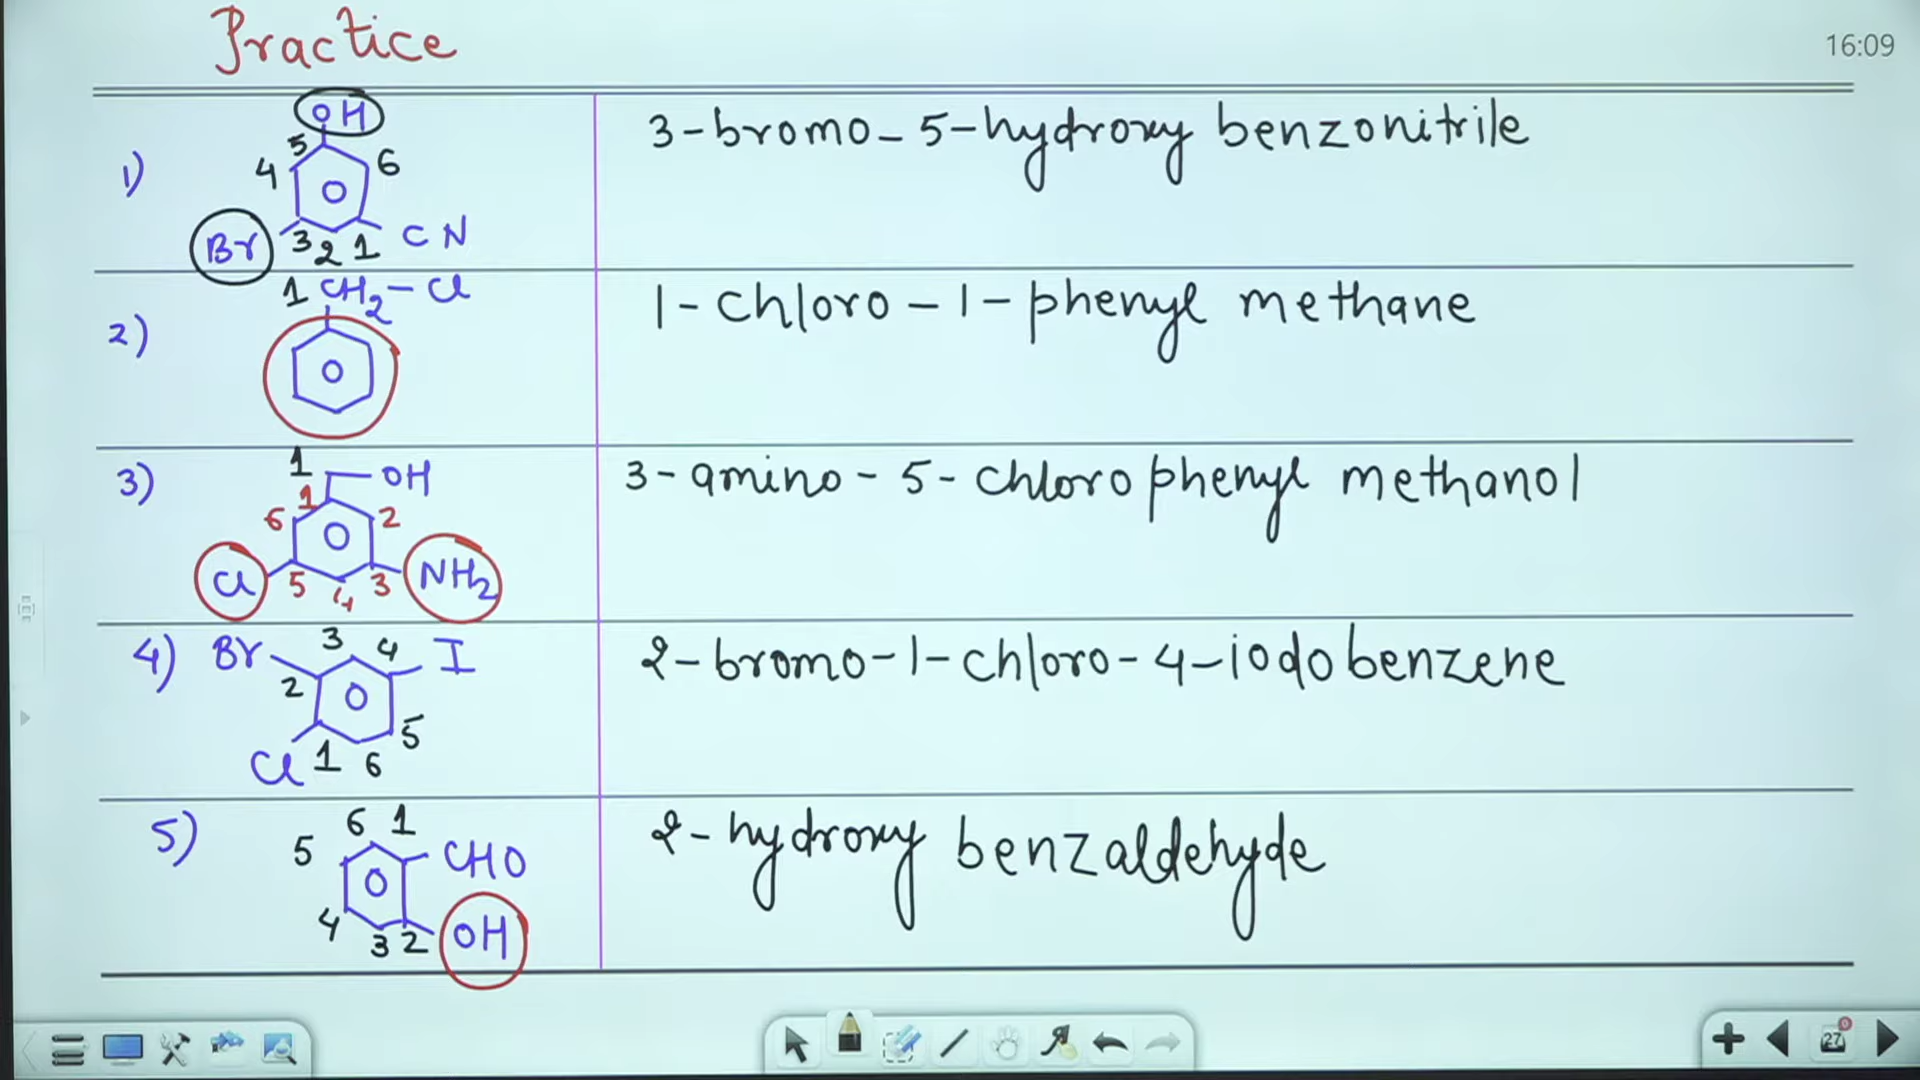 Practice
16:09
1)
OH
5
4
6
Br
3
2
1
CN
3-bromo-5-hydroxy benzonitrile
2)
1 CH2-Cl
1-chloro-1-phenyl methane
3)
1
OH
1
6
2
Cl
5
4
3
NH2
3-amino-5-chlorophenyl methanol
4)
Br
3
4
I
2
5
Cl
1
6
2-bromo-1-chloro-4-iodobenzene
5)
6
1
5
CHO
4
3
2
OH
2-hydroxy benzaldehyde
27
0